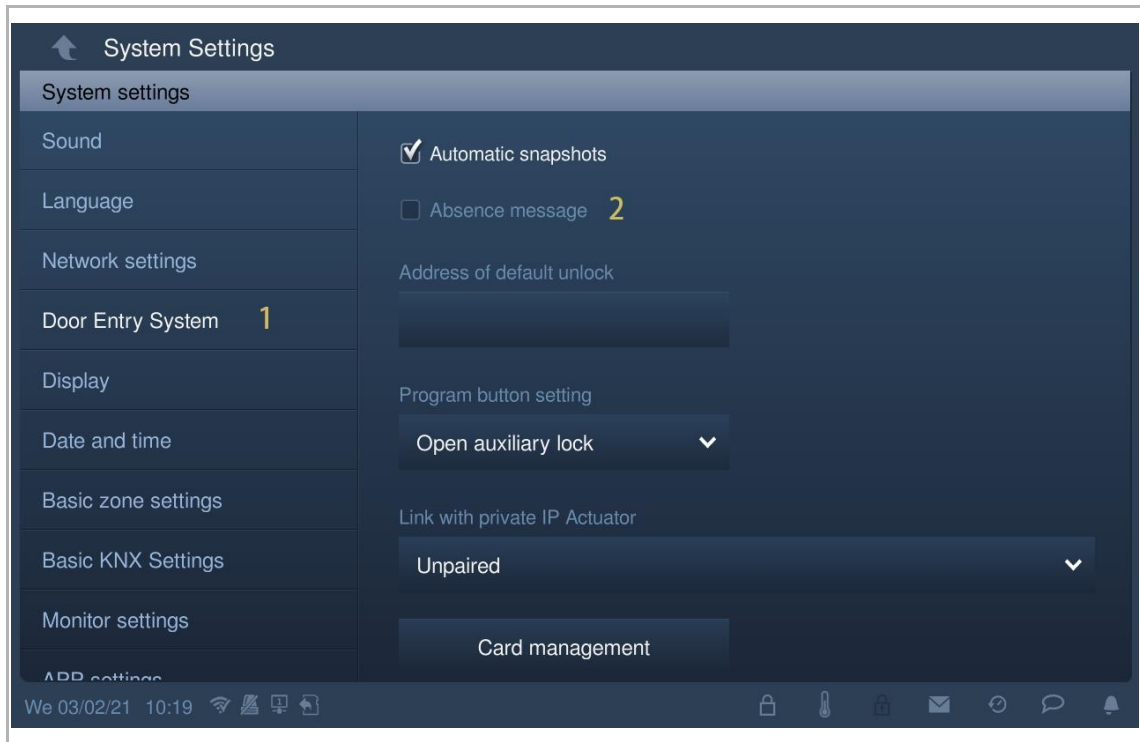 System Settings
System settings
Sound
Language
Network settings
Door Entry System 1
Display
Date and time
Basic zone settings
Basic KNX Settings
Monitor settings
APP settings
Automatic snapshots
Absence message 2
Address of default unlock
Program button setting
Open auxiliary lock
Link with private IP Actuator
Unpaired
Card management
We 03/02/21 10:19